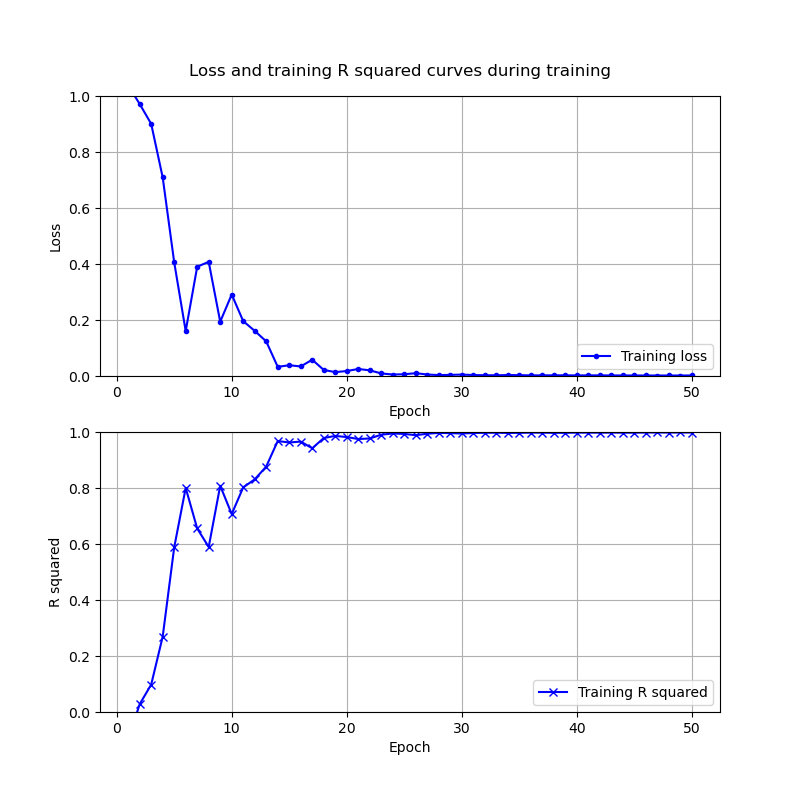 Loss and training R squared curves during training
1.0
0.8
0.6
0.4
0.2
0.0
Loss
Training loss
0 10 20 30 40 50
Epoch
1.0
0.8
0.6
0.4
0.2
0.0
R squared
Training R squared
0 10 20 30 40 50
Epoch